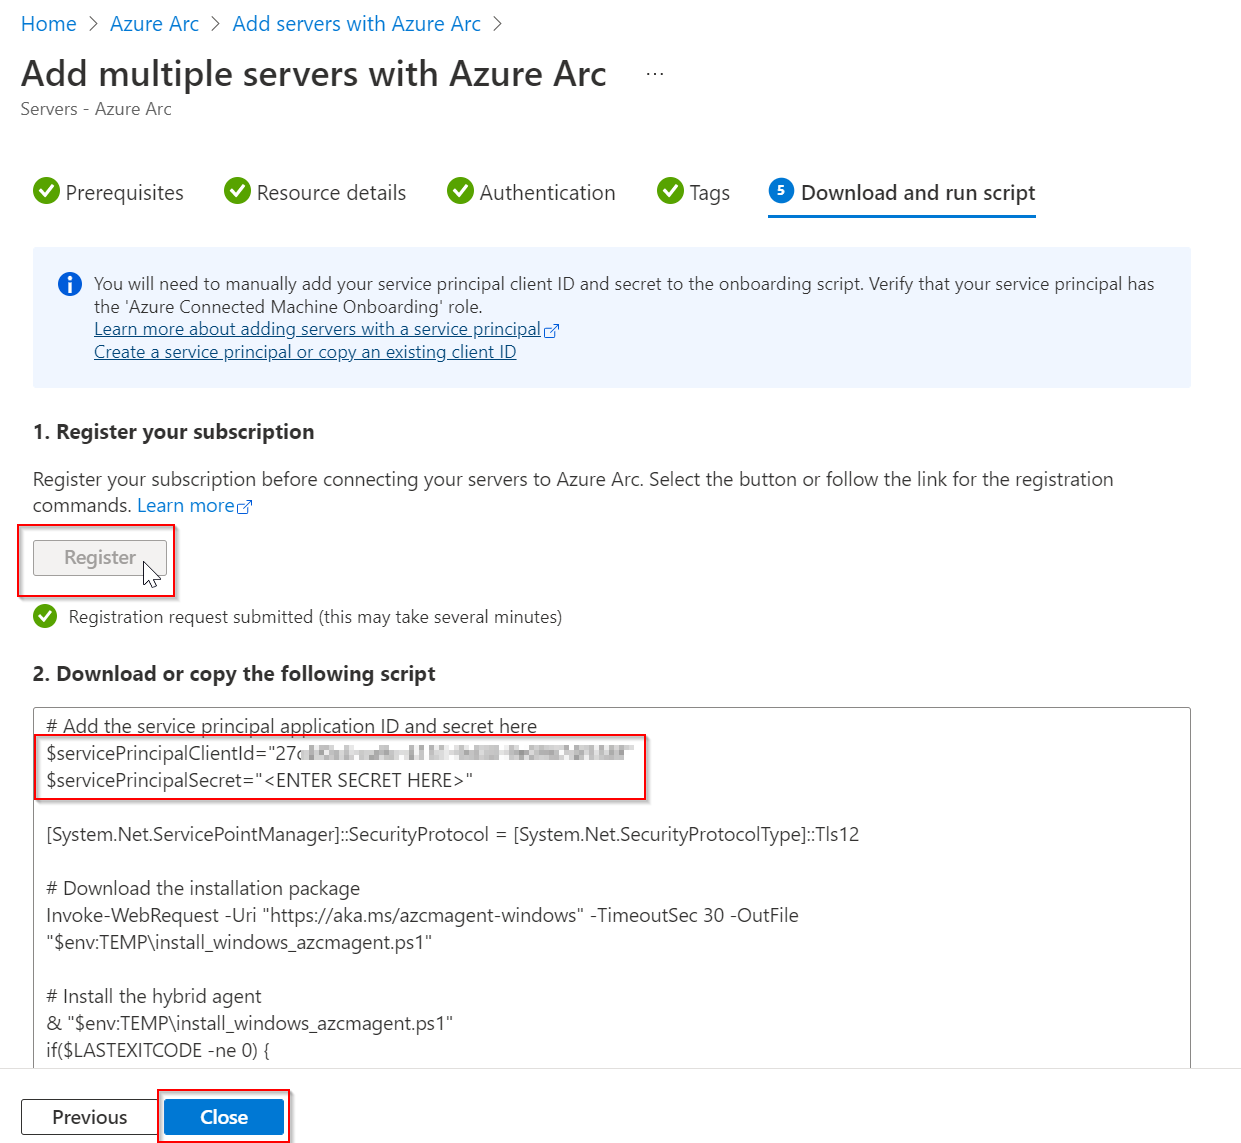 Home > Azure Arc > Add servers with Azure Arc >
Add multiple servers with Azure Arc ...
Servers - Azure Arc
Prerequisites Resource details Authentication Tags 5 Download and run script
You will need to manually add your service principal client ID and secret to the onboarding script. Verify that your service principal has
the 'Azure Connected Machine Onboarding' role.
Learn more about adding servers with a service principal
Create a service principal or copy an existing client ID
1. Register your subscription
Register your subscription before connecting your servers to Azure Arc. Select the button or follow the link for the registration
commands. Learn more
Register
Registration request submitted (this may take several minutes)
2. Download or copy the following script
# Add the service principal application ID and secret here
$servicePrincipalClientId="27
$servicePrincipalSecret="<ENTER SECRET HERE>"
[System.Net.ServicePointManager]::SecurityProtocol = [System.Net.SecurityProtocolType]::Tls12
# Download the installation package
Invoke-WebRequest -Uri "https://aka.ms/azcmagent-windows" -TimeoutSec 30 -OutFile
"$env:TEMP\install_windows_azcmagent.ps1"
# Install the hybrid agent
& "$env:TEMP\install_windows_azcmagent.ps1"
if($LASTEXITCODE -ne 0) {
Previous Close